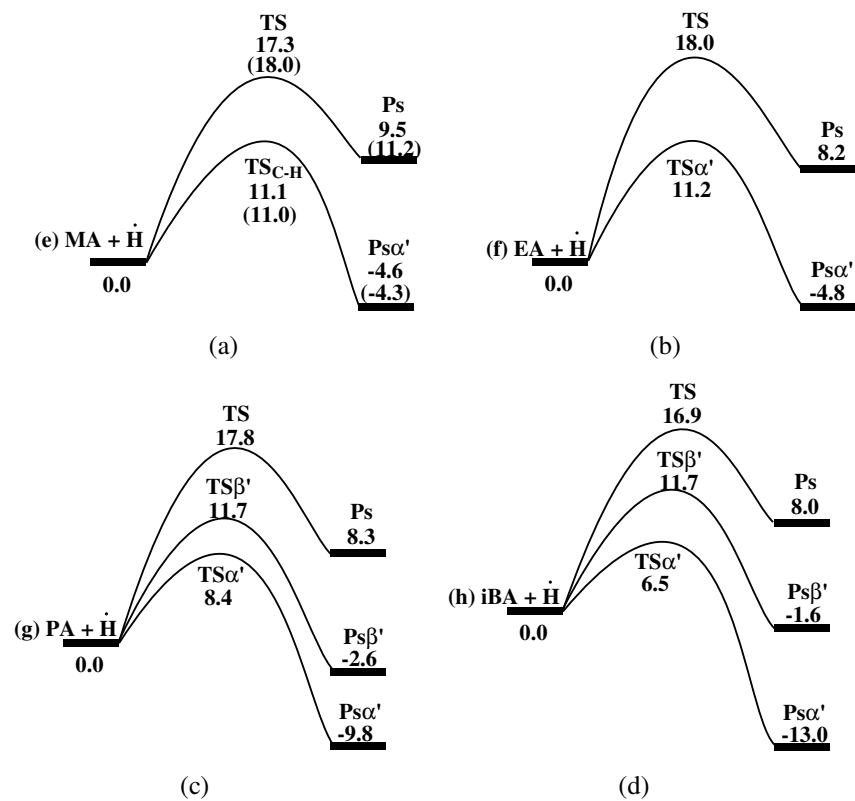 TS
17.3
(18.0)
Ps
9.5
(11.2)
TSC-H
11.1
(11.0)
(e) MA + Ḣ
0.0
Psα'
-4.6
(-4.3)
(a)
TS
18.0
Ps
8.2
TSα'
11.2
(f) EA + Ḣ
0.0
Psα'
-4.8
(b)
TS
17.8
Ps
8.3
TSβ'
11.7
TSα'
8.4
(g) PA + Ḣ
0.0
Psβ'
-2.6
Psα'
-9.8
(c)
TS
16.9
Ps
8.0
TSβ'
11.7
TSα'
6.5
(h) iBA + Ḣ
0.0
Psβ'
-1.6
Psα'
-13.0
(d)